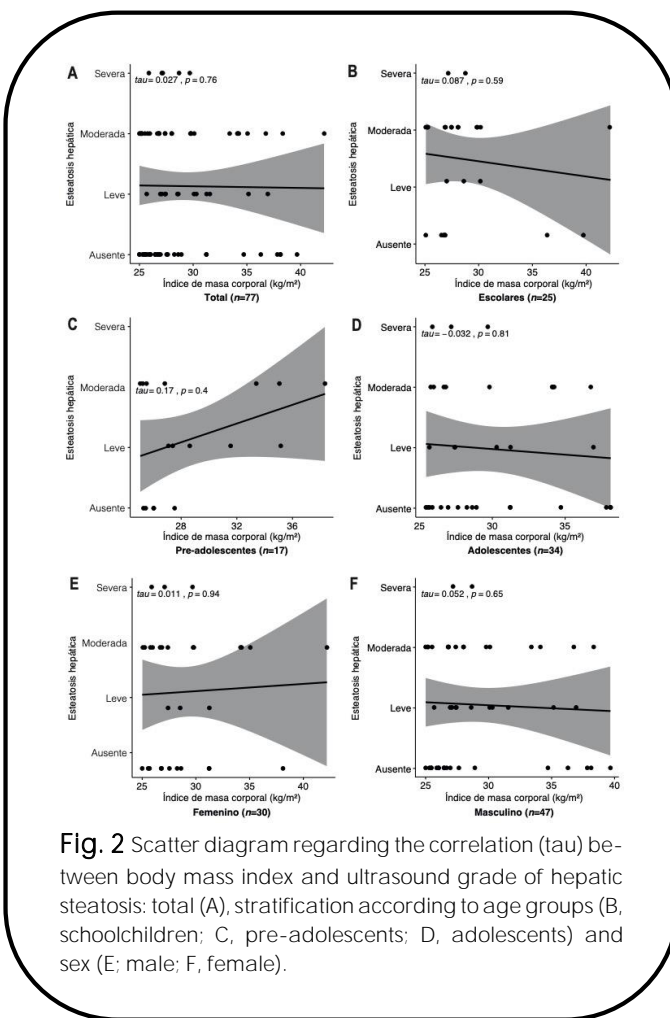 A
Severa
tau= 0.027 , p = 0.76
Moderada
Leve
Ausente
Esteatosis hepática
25 30 35 40
Índice de masa corporal (kg/m²)
Total (n=77)
B
Severa
tau= 0.087 , p = 0.59
Moderada
Leve
Ausente
Esteatosis hepática
25 30 35 40
Índice de masa corporal (kg/m²)
Escolares (n=25)
C
Severa
Moderada
tau= 0.17 , p = 0.4
Leve
Ausente
Esteatosis hepática
28 32 36
Índice de masa corporal (kg/m²)
Pre-adolescentes (n=17)
D
Severa
tau= −0.032 , p = 0.81
Moderada
Leve
Ausente
Esteatosis hepática
25 30 35
Índice de masa corporal (kg/m²)
Adolescentes (n=34)
E
Severa
tau= 0.011 , p = 0.94
Moderada
Leve
Ausente
Esteatosis hepática
25 30 35 40
Índice de masa corporal (kg/m²)
Femenino (n=30)
F
Severa
tau= 0.052 , p = 0.65
Moderada
Leve
Ausente
Esteatosis hepática
25 30 35 40
Índice de masa corporal (kg/m²)
Masculino (n=47)
Fig. 2 Scatter diagram regarding the correlation (tau) be-
tween body mass index and ultrasound grade of hepatic
steatosis: total (A), stratification according to age groups (B,
schoolchildren; C, pre-adolescents; D, adolescents) and
sex (E; male; F, female).